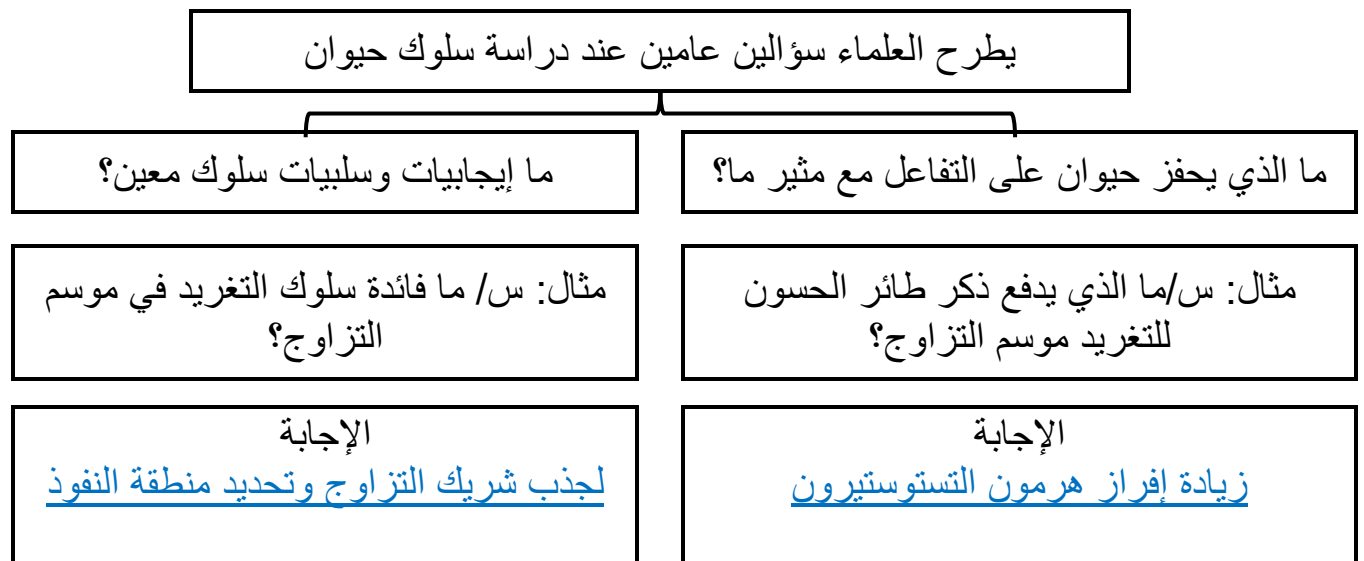 يطرح العلماء سؤالين عامين عند دراسة سلوك حيوان
ما الذي يحفز حيوان على التفاعل مع مثير ما؟
ما إيجابيات وسلبيات سلوك معين؟
مثال: س/ما الذي يدفع ذكر طائر الحسون
للتغريد موسم التزاوج؟
مثال: س/ ما فائدة سلوك التغريد في موسم
التزاوج؟
الإجابة
زيادة إفراز هرمون التستوستيرون
الإجابة
لجذب شريك التزاوج وتحديد منطقة النفوذ